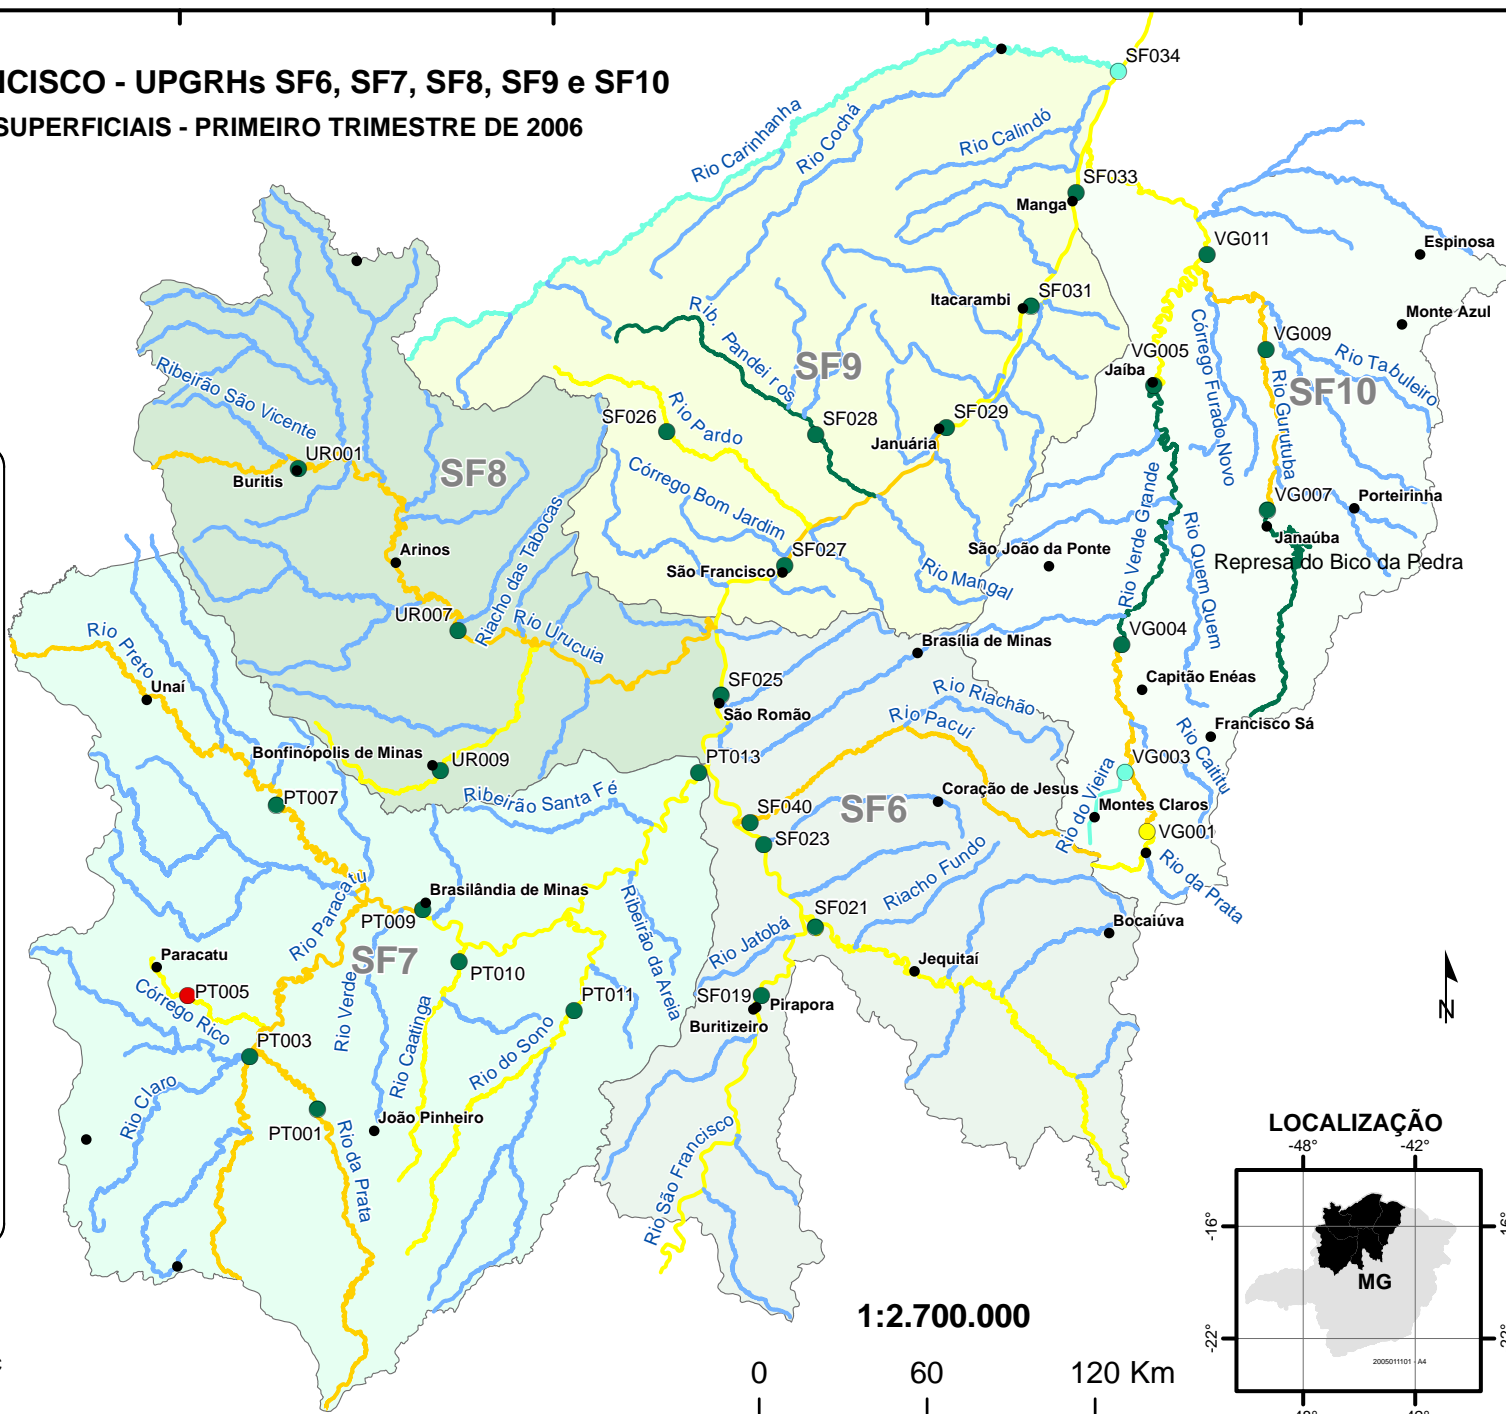 NCISCO - UPGRHs SF6, SF7, SF8, SF9 e SF10
SUPERFICIAIS - PRIMEIRO TRIMESTRE DE 2006
SF034
Rio Carinhanha
Rio Cochá
Rio Calindó
SF033
Manga
VG011
Espinosa
Itacarambi
SF031
Monte Azul
Rib. Pandeiros
Córrego Furado Novo
VG009
VG005
Jaíba
Rio Tabuleiro
SF9
SF10
Ribeirão São Vicente
SF026
Rio Pardo
SF028
SF029
Januária
Rio Gurutuba
UR001
Buritis
SF8
Córrego Bom Jardim
Rio Verde Grande
VG007
Porteirinha
Janaúba
Represa do Bico da Pedra
Riacho das Tabocas
Arinos
SF027
São Francisco
São João da Ponte
Rio Mangal
Rio Quem Quem
UR007
Rio Urucuia
Rio Preto
VG004
Brasília de Minas
Unaí
SF025
São Romão
Rio Riachão
Rio Pacuí
Capitão Enéas
Francisco Sá
Bonfinópolis de Minas
UR009
PT013
VG003
Rio Caititu
Ribeirão Santa Fé
PT007
SF040
SF6
Coração de Jesus
Rio do Vieira
Montes Claros
SF023
VG001
Riacho Fundo
Rio da Prata
Rio Paracatu
Brasilândia de Minas
PT009
Ribeirão da Areia
SF021
Bocaiúva
Rio Jatobá
Paracatu
SF7
PT010
Jequitaí
PT005
Córrego Rico
Rio Verde
PT011
SF019
Pirapora
Buritizeiro
N
PT003
Rio Caatinga
Rio do Sono
Rio Claro
PT001
João Pinheiro
Rio da Prata
Rio São Francisco
LOCALIZAÇÃO
-48°
-42°
-16°
16°
MG
1:2.700.000
-22°
22°
2005011101 - A4
0
60
120 Km